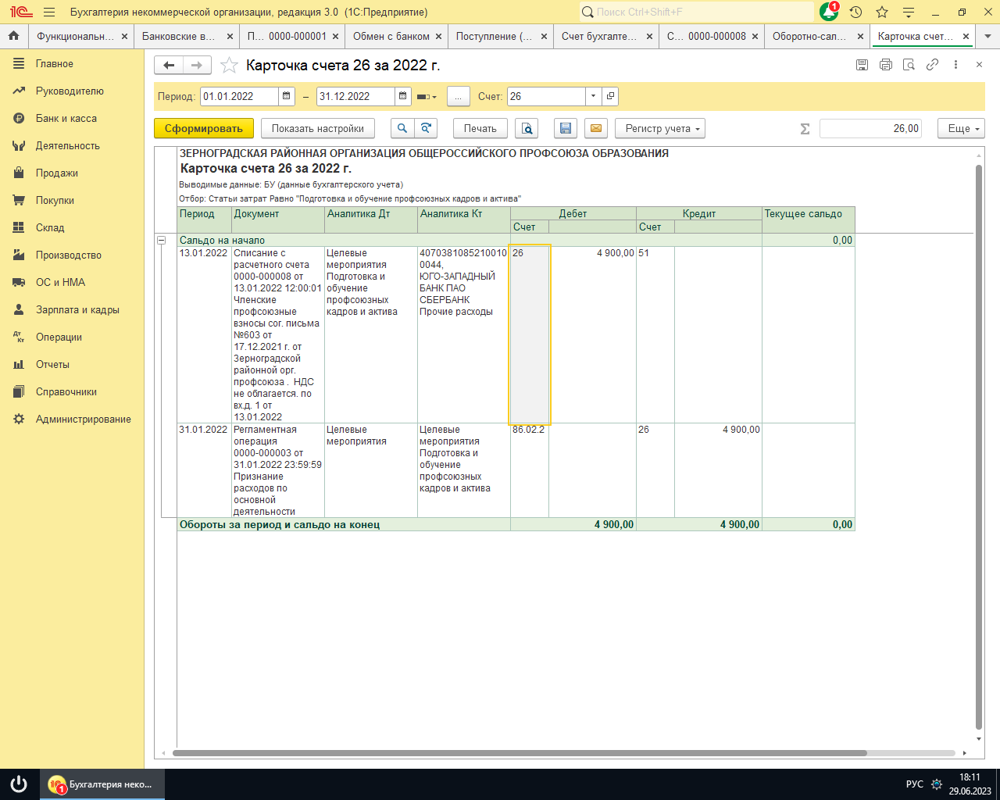 1С Бухгалтерия некоммерческой организации, редакция 3.0 (1С:Предприятие)
Поиск Ctrl+Shift+F
1
Функциональн...
Банковские в...
П... 0000-000001
Обмен с банком
Поступление (...
Счет бухгалте...
С... 0000-000008
Оборотно-сал...
Карточка счет...
Главное
Руководителю
Банк и касса
Деятельность
Продажи
Покупки
Склад
Производство
ОС и НМА
Зарплата и кадры
Операции
Отчеты
Справочники
Администрирование
Карточка счета 26 за 2022 г.
Период: 01.01.2022 – 31.12.2022 ... Счет: 26
Сформировать Показать настройки Печать Регистр учета Σ 26,00 Еще
ЗЕРНОГРАДСКАЯ РАЙОННАЯ ОРГАНИЗАЦИЯ ОБЩЕРОССИЙСКОГО ПРОФСОЮЗА ОБРАЗОВАНИЯ
Карточка счета 26 за 2022 г.
Выводимые данные: БУ (данные бухгалтерского учета)
Отбор: Статьи затрат Равно "Подготовка и обучение профсоюзных кадров и актива"
Период Документ Аналитика Дт Аналитика Кт Дебет Кредит Текущее сальдо
Счет Счет
Сальдо на начало 0,00
13.01.2022
Списание с
расчетного счета
0000-000008 от
13.01.2022 12:00:01
Членские
профсоюзные
взносы сог. письма
№603 от
17.12.2021 г. от
Зерноградской
районной орг.
профсоюза . НДС
не облагается. по
вх.д. 1 от
13.01.2022
Целевые
мероприятия
Подготовка и
обучение
профсоюзных
кадров и актива
4070381085210010
0044,
ЮГО-ЗАПАДНЫЙ
БАНК ПАО
СБЕРБАНК
Прочие расходы
26 4 900,00 51
31.01.2022
Регламентная
операция
0000-000003 от
31.01.2022 23:59:59
Признание
расходов по
основной
деятельности
Целевые
мероприятия
Целевые
мероприятия
Подготовка и
обучение
профсоюзных
кадров и актива
86.02.2 26 4 900,00
Обороты за период и сальдо на конец 4 900,00 4 900,00 0,00
Дт
Кт
1С 1 Бухгалтерия неко...
РУС
18:11
29.06.2023